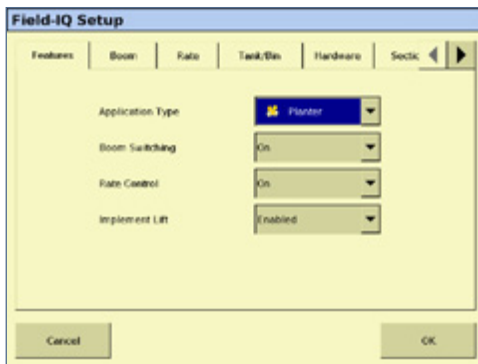 Field-IQ Setup
Features Boom Rate Tank/Bin Hardware Sectic
Application Type Planter
Boom Switching On
Rate Control On
Implement Lift Enabled
Cancel OK